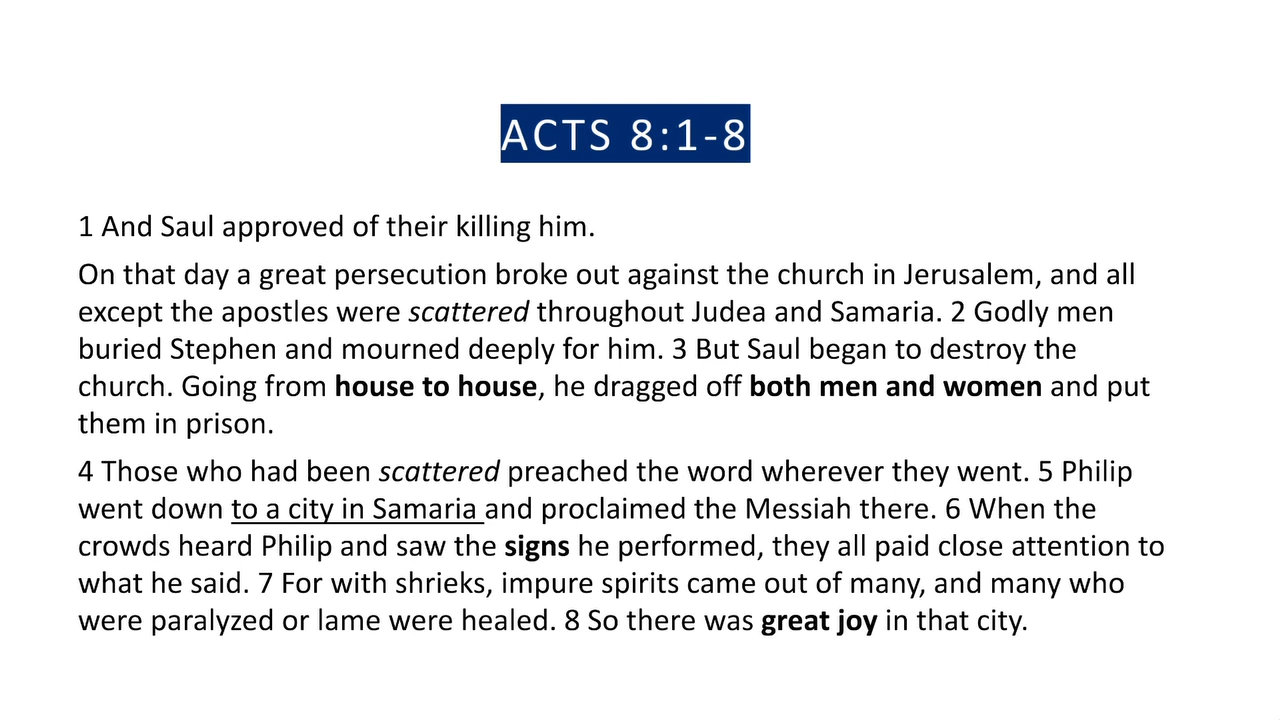 ACTS 8:1-8
1 And Saul approved of their killing him.
On that day a great persecution broke out against the church in Jerusalem, and all
except the apostles were scattered throughout Judea and Samaria. 2 Godly men
buried Stephen and mourned deeply for him. 3 But Saul began to destroy the
church. Going from house to house, he dragged off both men and women and put
them in prison.
4 Those who had been scattered preached the word wherever they went. 5 Philip
went down to a city in Samaria and proclaimed the Messiah there. 6 When the
crowds heard Philip and saw the signs he performed, they all paid close attention to
what he said. 7 For with shrieks, impure spirits came out of many, and many who
were paralyzed or lame were healed. 8 So there was great joy in that city.